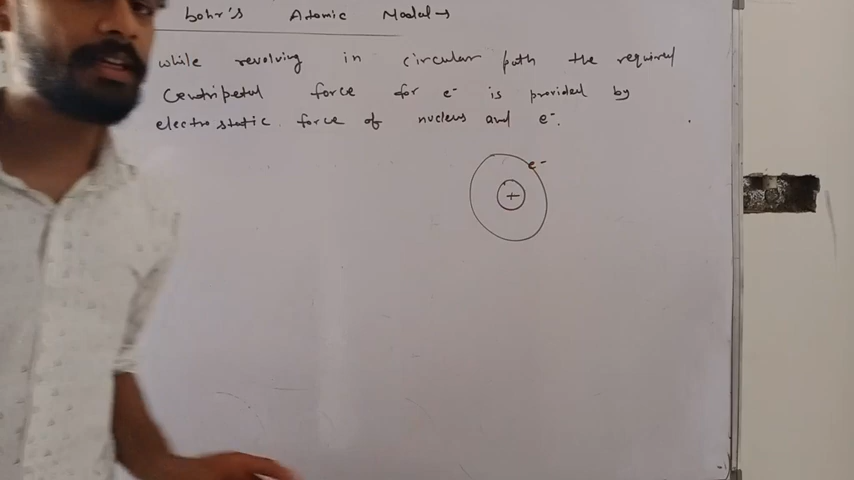 bohr's Atomic Modal→
while revolving in circular path the required
Centripetal force for e⁻ is provided by
electrostatic force of nucleus and e⁻.
e⁻
+